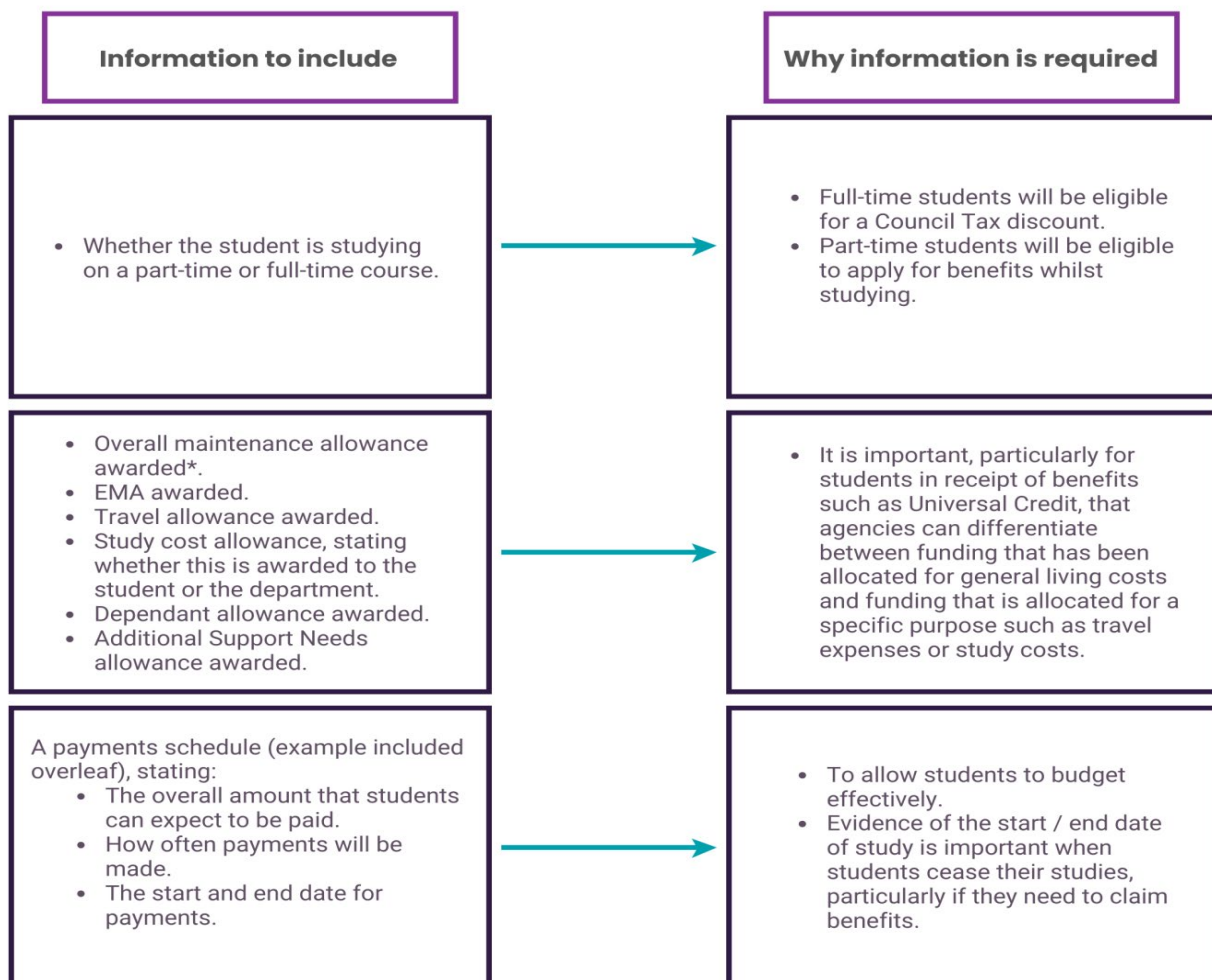 Information to include
Why information is required
• Whether the student is studying
on a part-time or full-time course.
• Full-time students will be eligible
for a Council Tax discount.
• Part-time students will be eligible
to apply for benefits whilst
studying.
• Overall maintenance allowance
awarded*.
• EMA awarded.
• Travel allowance awarded.
• Study cost allowance, stating
whether this is awarded to the
student or the department.
• Dependant allowance awarded.
• Additional Support Needs
allowance awarded.
• It is important, particularly for
students in receipt of benefits
such as Universal Credit, that
agencies can differentiate
between funding that has been
allocated for general living costs
and funding that is allocated for a
specific purpose such as travel
expenses or study costs.
A payments schedule (example included
overleaf), stating:
• The overall amount that students
can expect to be paid.
• How often payments will be
made.
• The start and end date for
payments.
• To allow students to budget
effectively.
• Evidence of the start / end date
of study is important when
students cease their studies,
particularly if they need to claim
benefits.